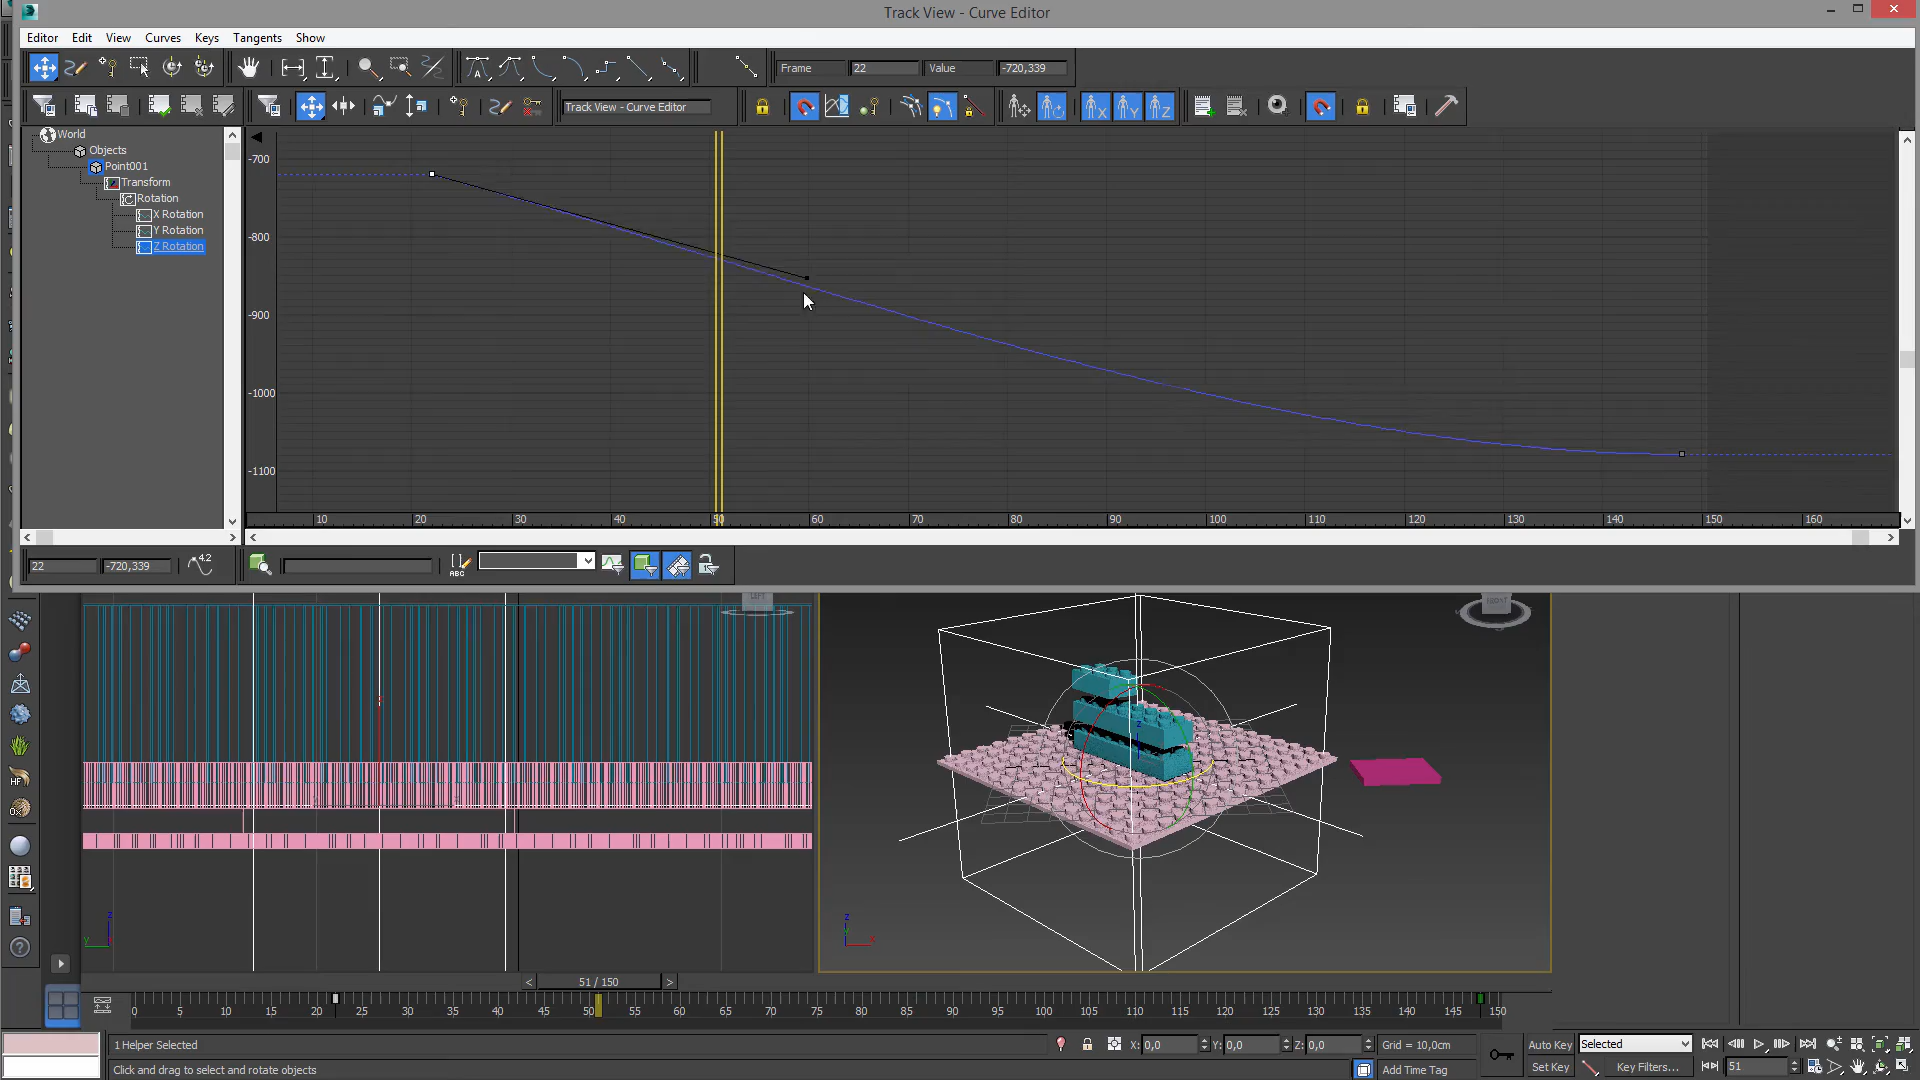 Track View - Curve Editor
Editor View Curves Keys Tangents Show
Frame 22 Value -720,339
Track View - Curve Editor
X Y Z
World
Objects
Point001
Transform
Rotation
X Rotation
Y Rotation
Z Rotation
-700
-800
-900
-1000
-1100
10 20 30 40 50 60 70 80 90 100 110 120 130 140 150 160
22 -720,339 4.2 ABC
LEFT
FRONT
HF
z
Y
z
x
Z
< 51 / 150 >
0 5 10 15 20 25 30 35 40 45 50 55 60 65 70 75 80 85 90 95 100 105 110 115 120 125 130 135 140 145 150
1 Helper Selected X: 0,0 Y: 0,0 Z: 0,0 Grid = 10,0cm Auto Key Selected
Click and drag to select and rotate objects Add Time Tag Set Key Key Filters... 51